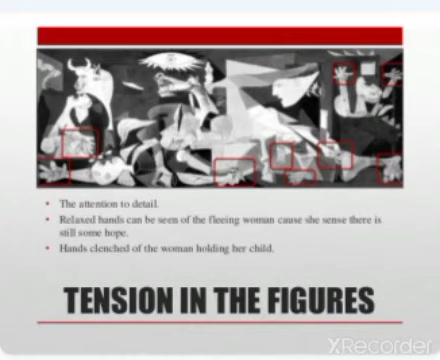 The attention to detail.
Relaxed hands can be seen of the fleeing woman cause she sense there is
still some hope.
Hands clenched of the woman holding her child.
TENSION IN THE FIGURES
XRecorder